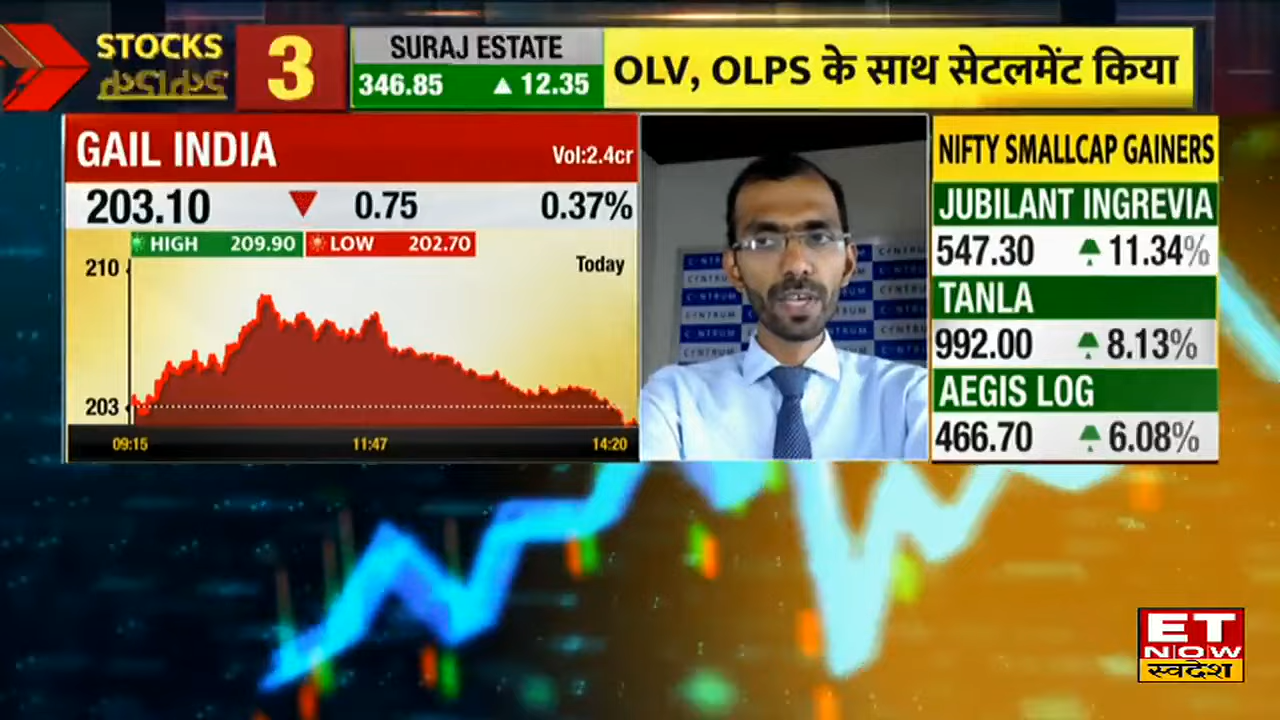 STOCKS
3
SURAJ ESTATE
346.85 ▲ 12.35
OLV, OLPS के साथ सेटलमेंट किया
GAIL INDIA Vol:2.4cr
203.10 ▼ 0.75 0.37%
HIGH 209.90 LOW 202.70
Today
210
203
09:15 11:47 14:20
CENTRUM
NIFTY SMALLCAP GAINERS
JUBILANT INGREVIA
547.30 11.34%
TANLA
992.00 8.13%
AEGIS LOG
466.70 6.08%
ET
NOW
स्वदेश